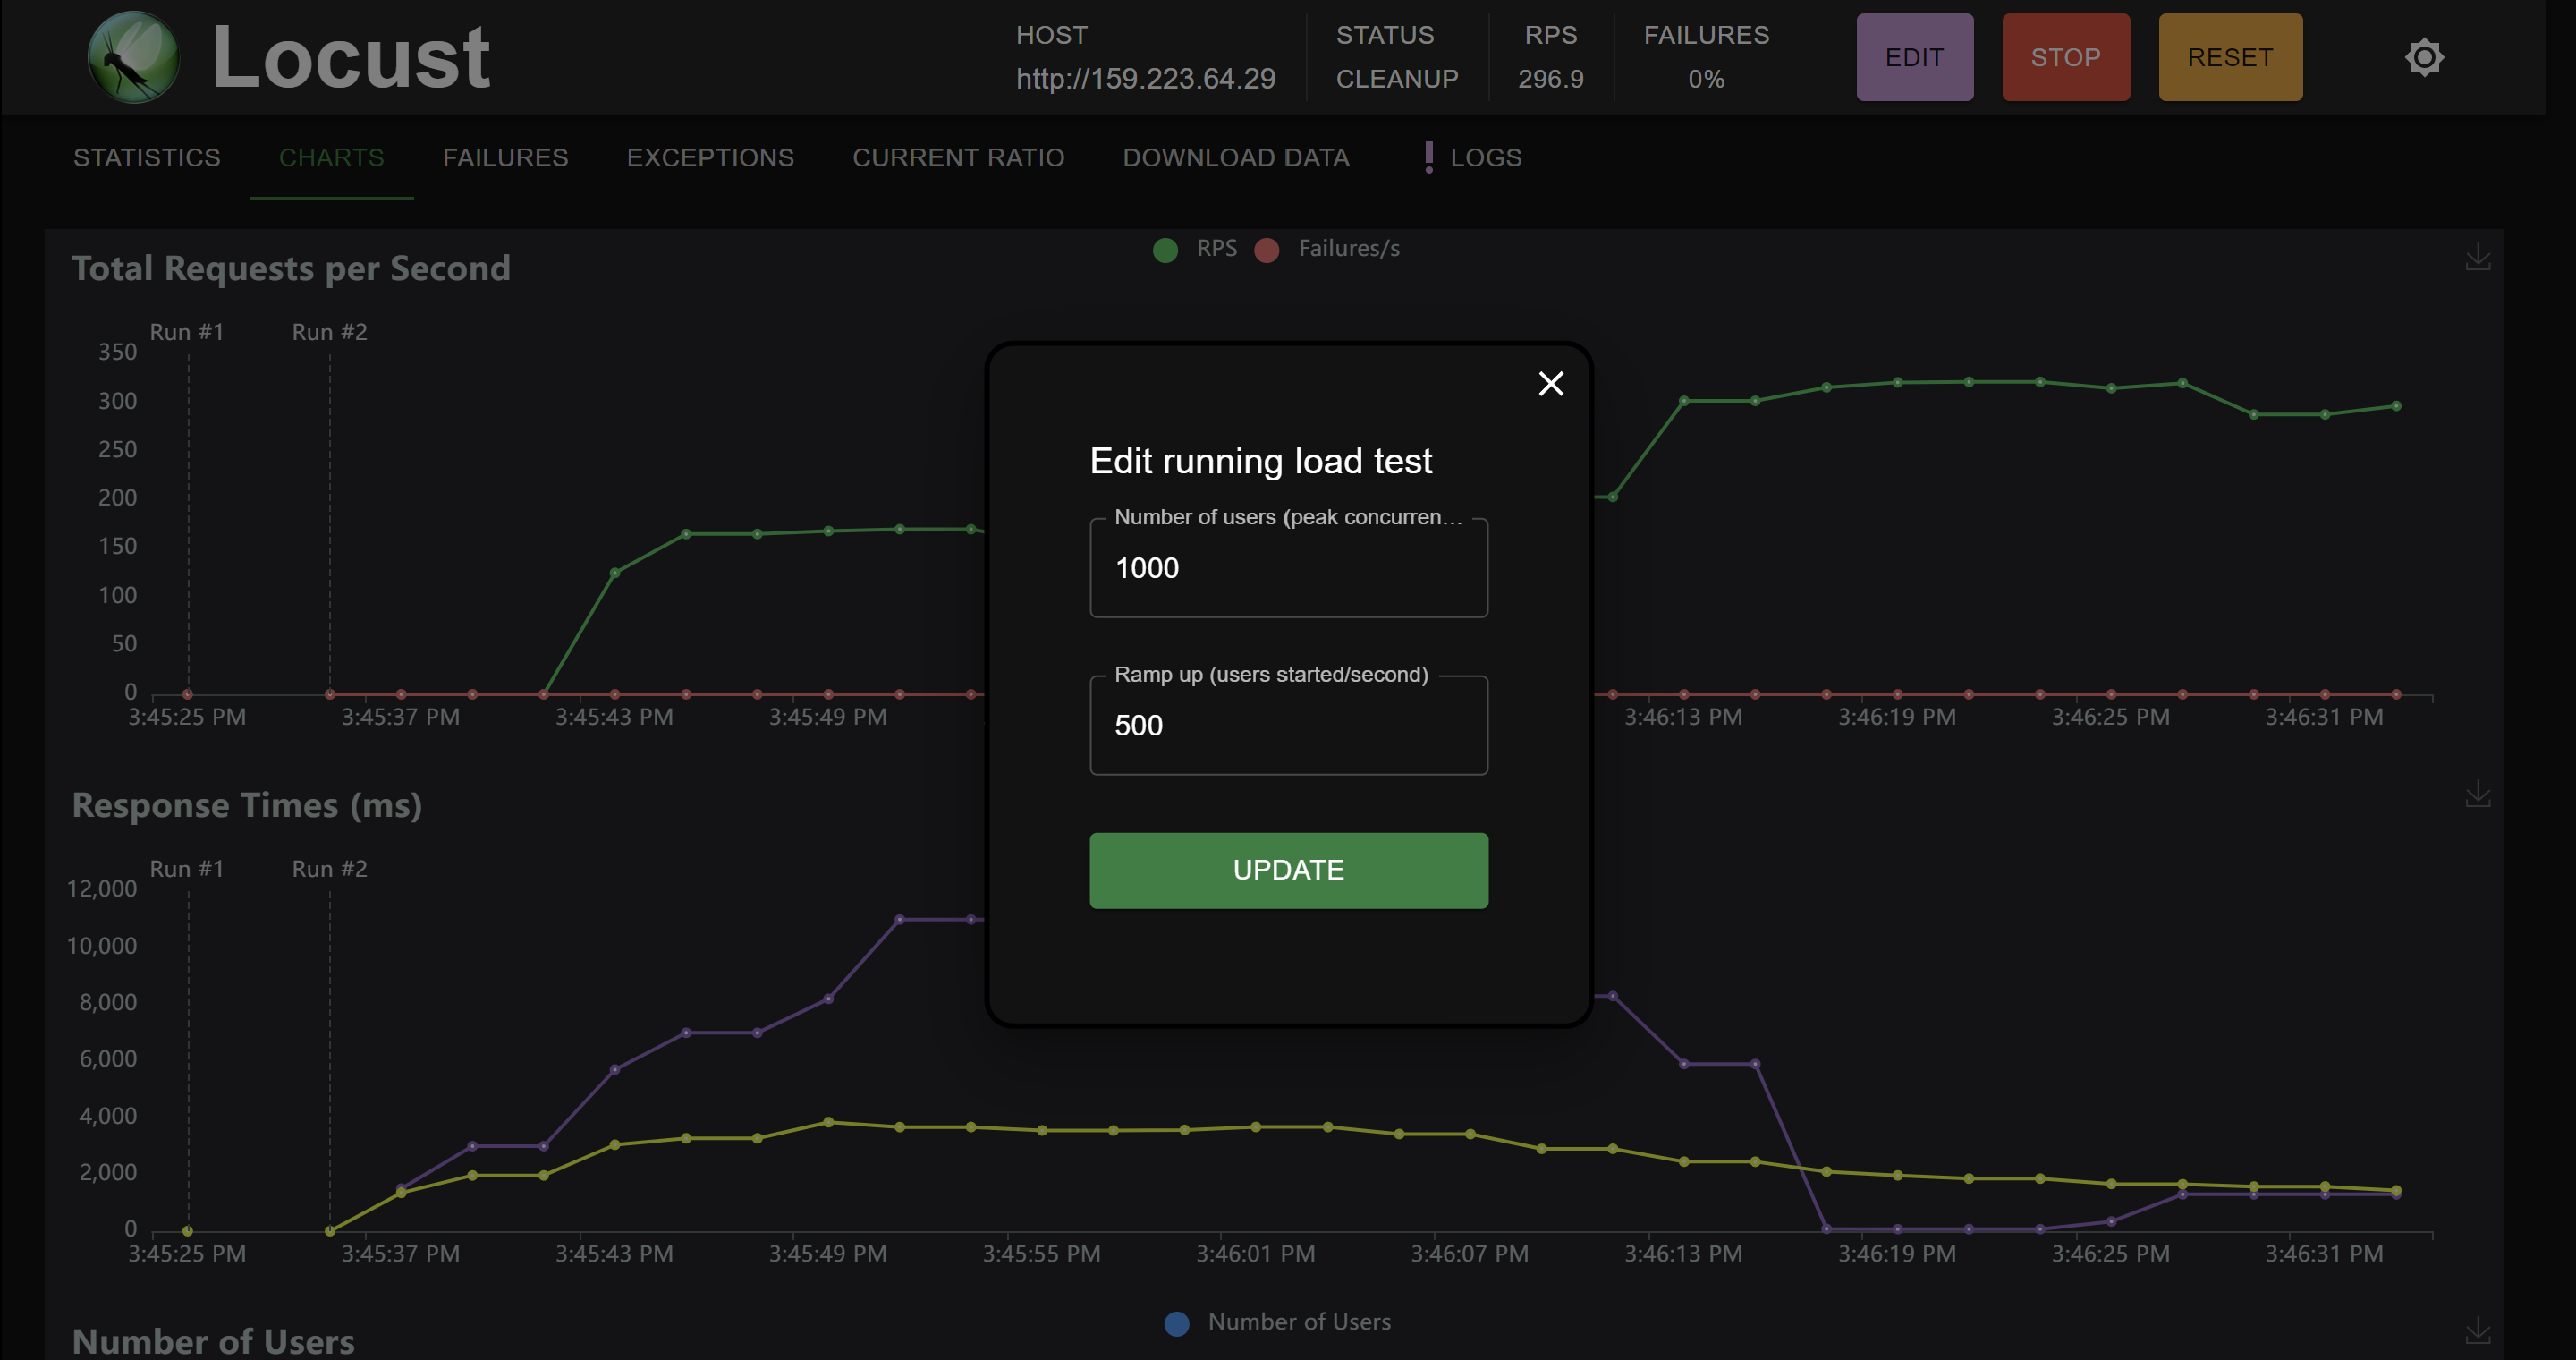 Locust
HOST
http://159.223.64.29
STATUS
CLEANUP
RPS
296.9
FAILURES
0%
EDIT
STOP
RESET
STATISTICS CHARTS FAILURES EXCEPTIONS CURRENT RATIO DOWNLOAD DATA ! LOGS
Total Requests per Second
RPS Failures/s
Run #1 Run #2
350
300
250
200
150
100
50
0
3:45:25 PM 3:45:37 PM 3:45:43 PM 3:45:49 PM 3:46:13 PM 3:46:19 PM 3:46:25 PM 3:46:31 PM
Edit running load test
Number of users (peak concurren...
1000
Ramp up (users started/second)
500
UPDATE
Response Times (ms)
Run #1 Run #2
12,000
10,000
8,000
6,000
4,000
2,000
0
3:45:25 PM 3:45:37 PM 3:45:43 PM 3:45:49 PM 3:45:55 PM 3:46:01 PM 3:46:07 PM 3:46:13 PM 3:46:19 PM 3:46:25 PM 3:46:31 PM
Number of Users
Number of Users